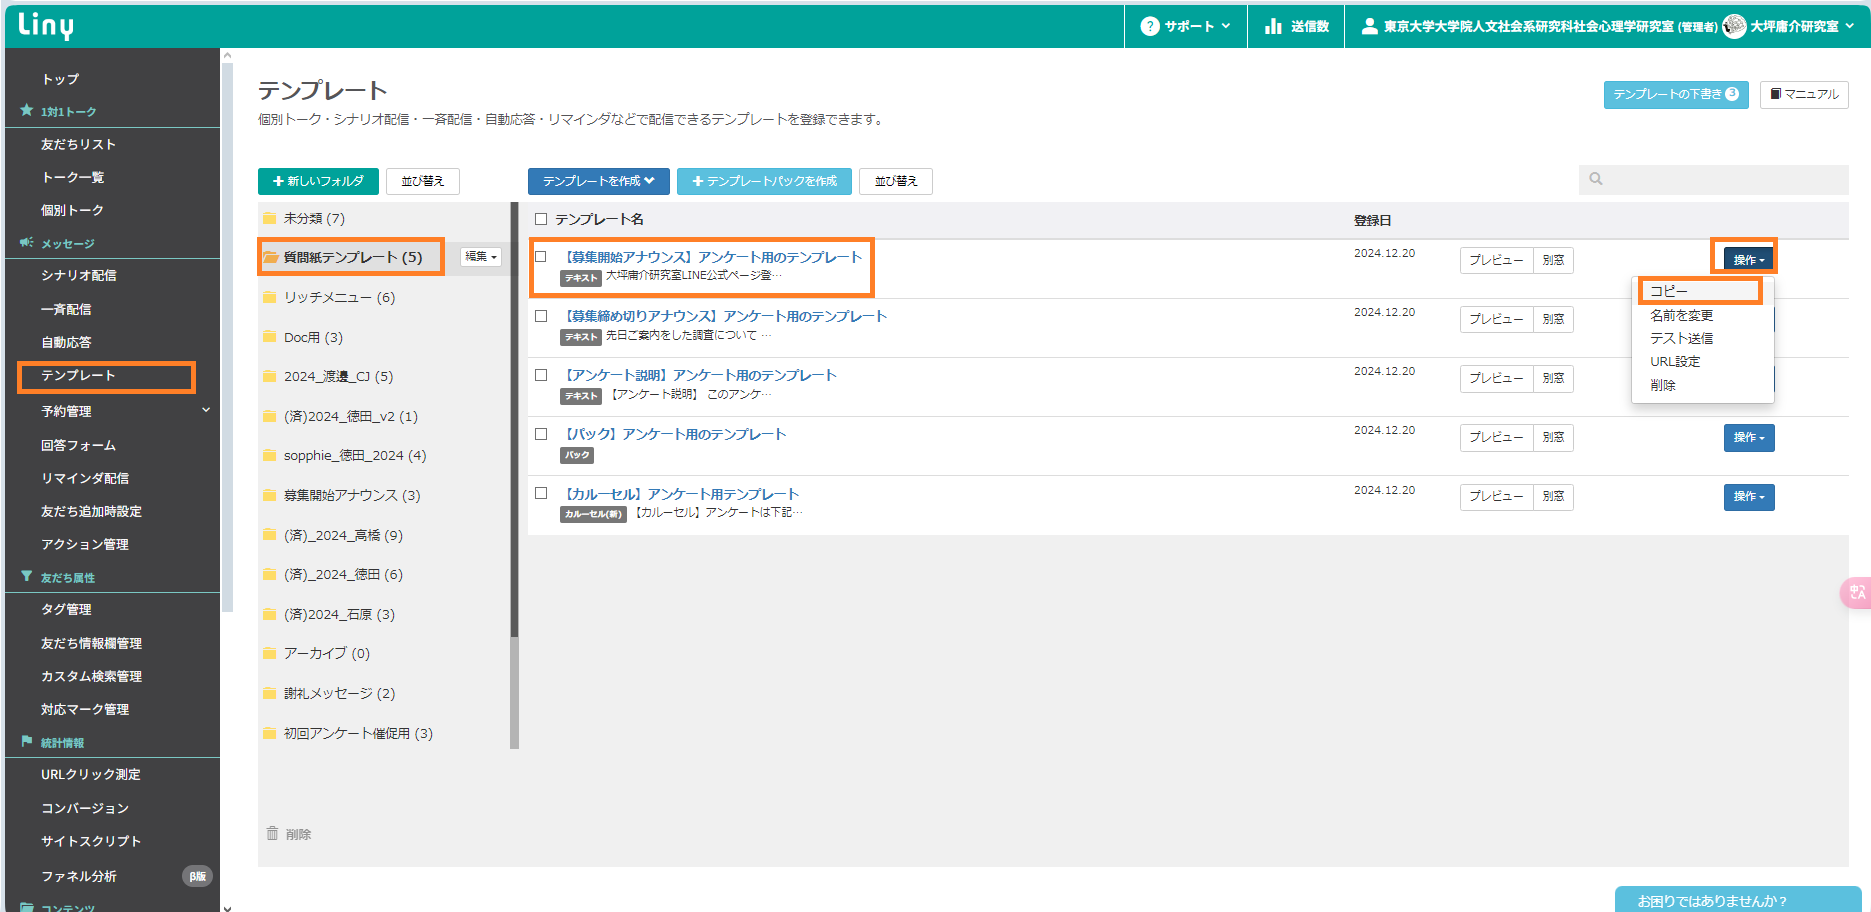 Liny
? サポート
送信数
東京大学大学院人文社会系研究科社会心理学研究室 (管理者) 大坪庸介研究室
トップ
1対1トーク
友だちリスト
トーク一覧
個別トーク
メッセージ
シナリオ配信
一斉配信
自動応答
テンプレート
予約管理
回答フォーム
リマインダ配信
友だち追加時設定
アクション管理
友だち属性
タグ管理
友だち情報欄管理
カスタム検索管理
対応マーク管理
統計情報
URLクリック測定
コンバージョン
サイトスクリプト
ファネル分析 β版
コンテンツ
テンプレート
テンプレートの下書き 3
マニュアル
個別トーク・シナリオ配信・一斉配信・自動応答・リマインダなどで配信できるテンプレートを登録できます。
+ 新しいフォルダ
並び替え
テンプレートを作成
+ テンプレートパックを作成
並び替え
未分類 (7)
質問紙テンプレート (5)
編集
リッチメニュー (6)
Doc用 (3)
2024_渡邊_CJ (5)
(済)2024_徳田_v2 (1)
sopphie_徳田_2024 (4)
募集開始アナウンス (3)
(済)_2024_高橋 (9)
(済)_2024_徳田 (6)
(済)2024_石原 (3)
アーカイブ (0)
謝礼メッセージ (2)
初回アンケート催促用 (3)
削除
テンプレート名
登録日
【募集開始アナウンス】アンケート用のテンプレート
テキスト 大坪庸介研究室LINE公式ページ登…
2024.12.20
プレビュー 別窓
操作
コピー
名前を変更
テスト送信
URL設定
削除
【募集締め切りアナウンス】アンケート用のテンプレート
テキスト 先日ご案内をした調査について …
2024.12.20
プレビュー 別窓
【アンケート説明】アンケート用のテンプレート
テキスト 【アンケート説明】 このアンケ…
2024.12.20
プレビュー 別窓
【パック】アンケート用のテンプレート
パック
2024.12.20
プレビュー 別窓
操作
【カルーセル】アンケート用テンプレート
カルーセル(新) 【カルーセル】アンケートは下記…
2024.12.20
プレビュー 別窓
操作
中 A
お困りではありませんか？